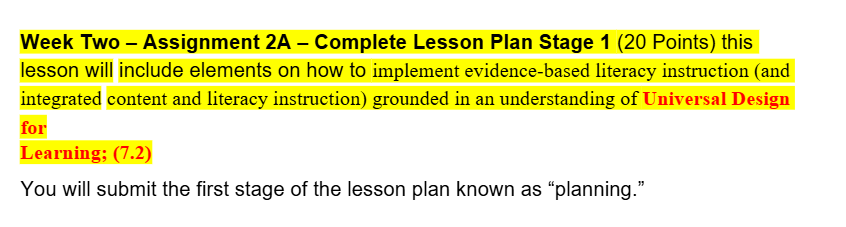 Week Two – Assignment 2A – Complete Lesson Plan Stage 1 (20 Points) this
lesson will include elements on how to implement evidence-based literacy instruction (and
integrated content and literacy instruction) grounded in an understanding of Universal Design
for
Learning; (7.2)
You will submit the first stage of the lesson plan known as “planning.”